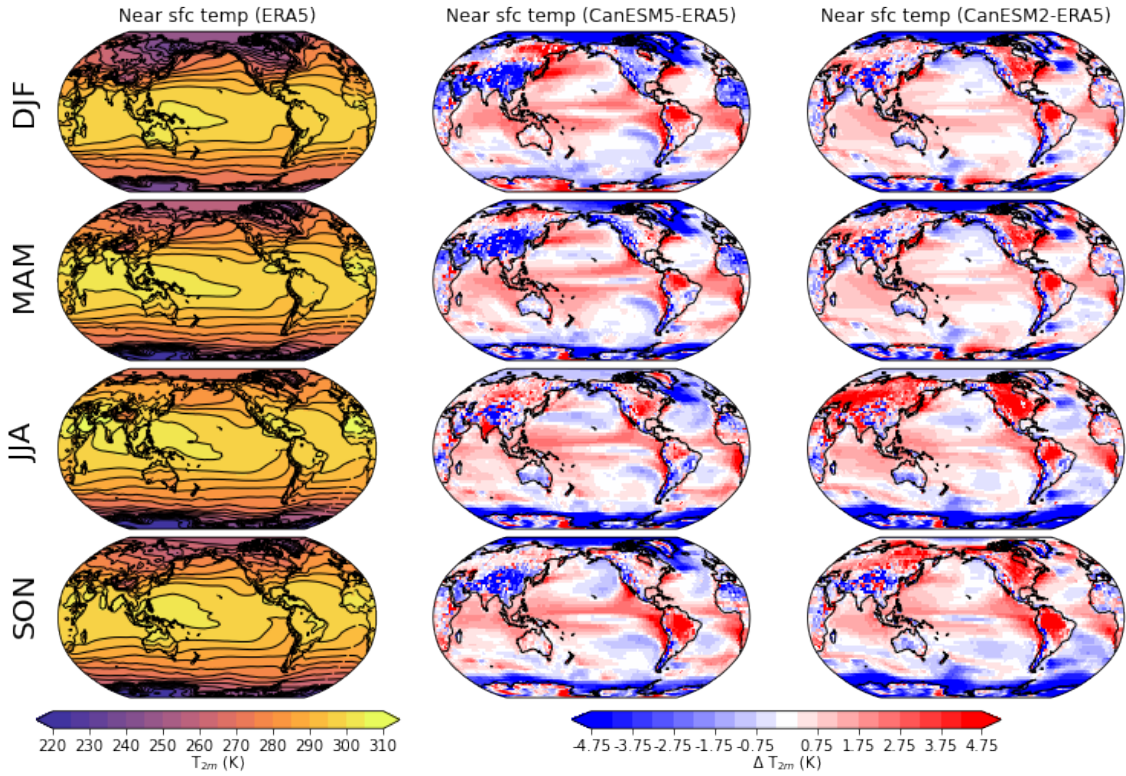 Near sfc temp (ERA5)
Near sfc temp (CanESM5-ERA5)
Near sfc temp (CanESM2-ERA5)
DJF
MAM
JJA
SON
220 230 240 250 260 270 280 290 300 310
T2m (K)
-4.75 -3.75 -2.75 -1.75 -0.75 0.75 1.75 2.75 3.75 4.75
Δ T2m (K)